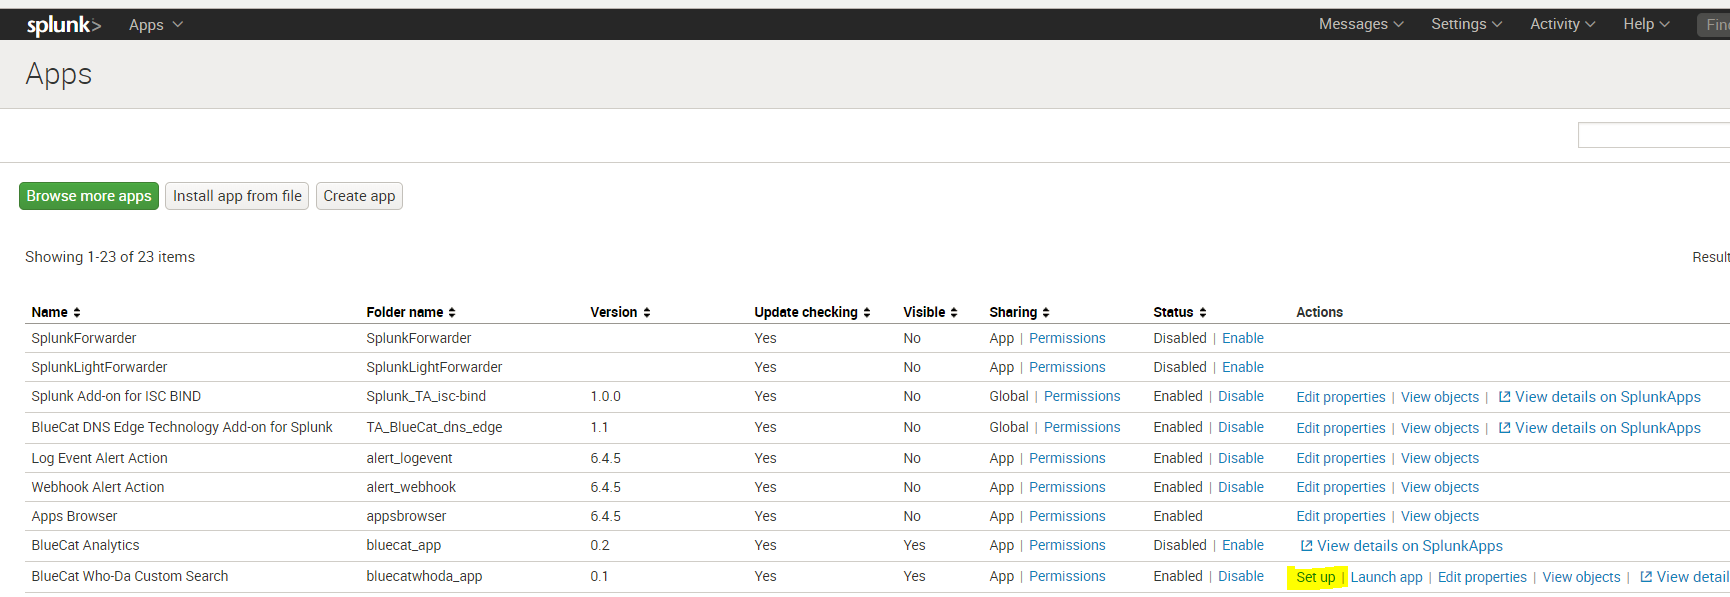 splunk> Apps Messages Settings Activity Help Fin
Apps
Browse more apps Install app from file Create app
Showing 1-23 of 23 items Result
Name Folder name Version Update checking Visible Sharing Status Actions
SplunkForwarder SplunkForwarder Yes No App | Permissions Disabled | Enable
SplunkLightForwarder SplunkLightForwarder Yes No App | Permissions Disabled | Enable
Splunk Add-on for ISC BIND Splunk_TA_isc-bind 1.0.0 Yes No Global | Permissions Enabled | Disable Edit properties | View objects | View details on SplunkApps
BlueCat DNS Edge Technology Add-on for Splunk TA_BlueCat_dns_edge 1.1 Yes No Global | Permissions Enabled | Disable Edit properties | View objects | View details on SplunkApps
Log Event Alert Action alert_logevent 6.4.5 Yes No App | Permissions Enabled | Disable Edit properties | View objects
Webhook Alert Action alert_webhook 6.4.5 Yes No App | Permissions Enabled | Disable Edit properties | View objects
Apps Browser appsbrowser 6.4.5 Yes No App | Permissions Enabled Edit properties | View objects
BlueCat Analytics bluecat_app 0.2 Yes Yes App | Permissions Disabled | Enable View details on SplunkApps
BlueCat Who-Da Custom Search bluecatwhoda_app 0.1 Yes Yes App | Permissions Enabled | Disable Set up | Launch app | Edit properties | View objects | View detail